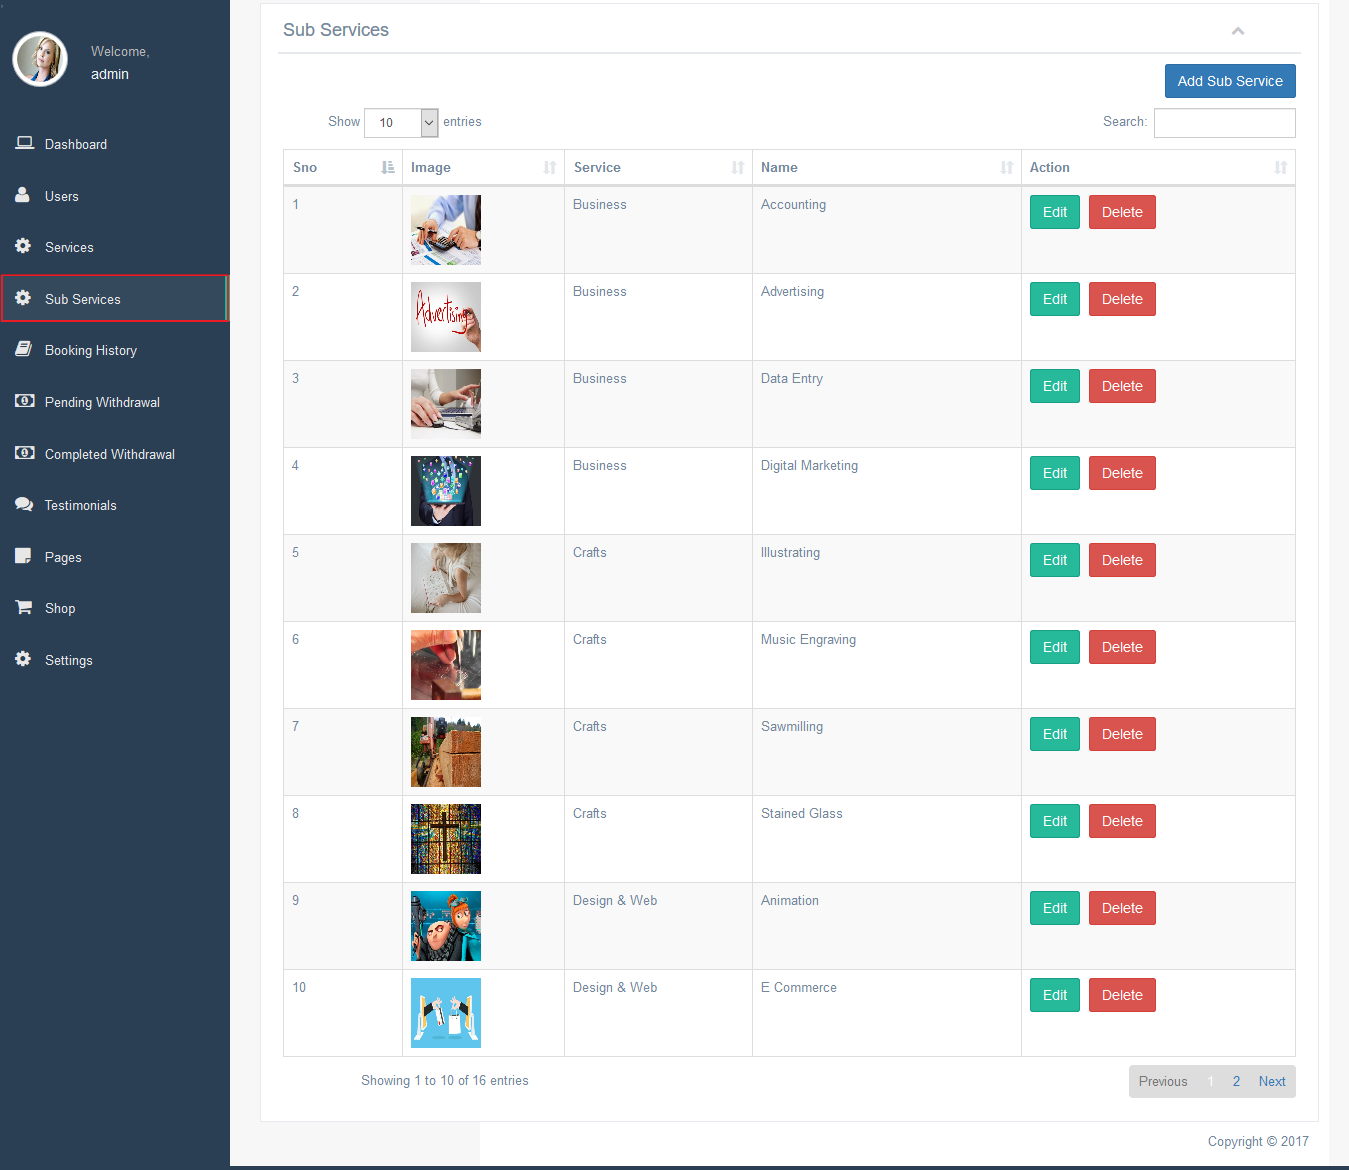 Welcome,
admin
Dashboard
Users
Services
Sub Services
Booking History
Pending Withdrawal
Completed Withdrawal
Testimonials
Pages
Shop
Settings
Sub Services
Add Sub Service
Show 10 entries Search:
Sno Image Service Name Action
1 Business Accounting Edit Delete
2 Advertising Business Advertising Edit Delete
3 Business Data Entry Edit Delete
4 Business Digital Marketing Edit Delete
5 Crafts Illustrating Edit Delete
6 Crafts Music Engraving Edit Delete
7 Crafts Sawmilling Edit Delete
8 Crafts Stained Glass Edit Delete
9 Design & Web Animation Edit Delete
10 Design & Web E Commerce Edit Delete
Showing 1 to 10 of 16 entries Previous 1 2 Next
Copyright © 2017